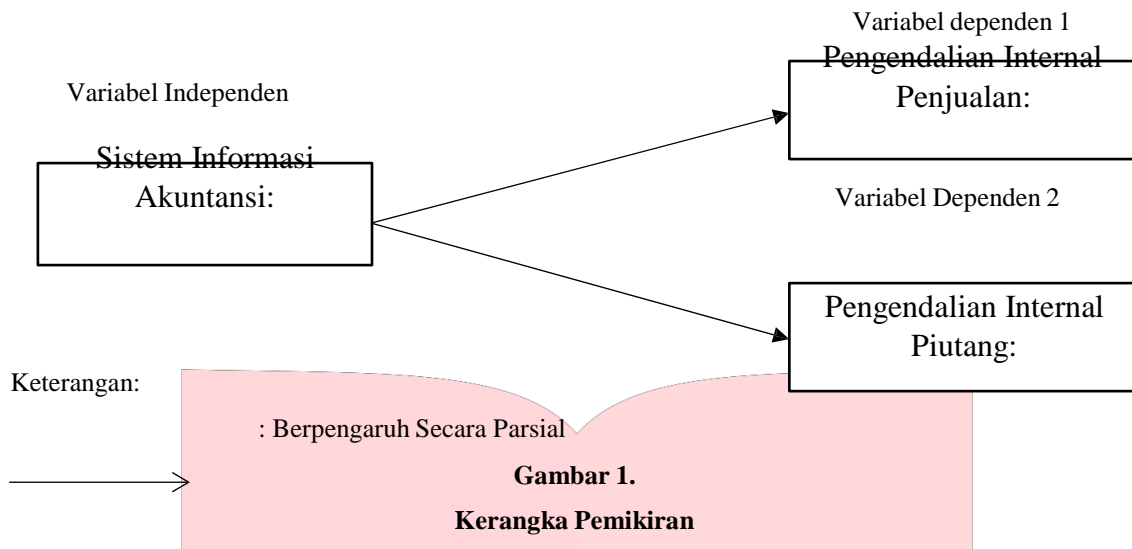 Variabel dependen 1
Pengendalian Internal
Penjualan:
Variabel Independen
Sistem Informasi
Akuntansi:
Variabel Dependen 2
Pengendalian Internal
Piutang:
Keterangan:
: Berpengaruh Secara Parsial
Gambar 1.
Kerangka Pemikiran